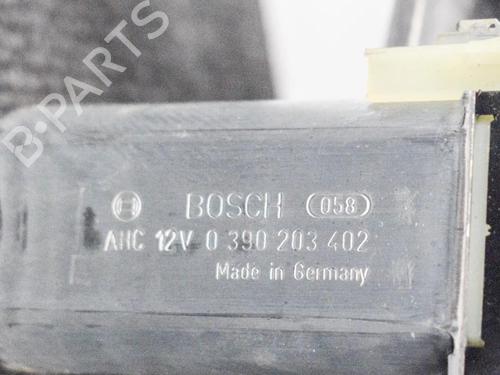 B-PARTS
BOSCH 058
AHC 12V 0 390 203 402
Made in Germany